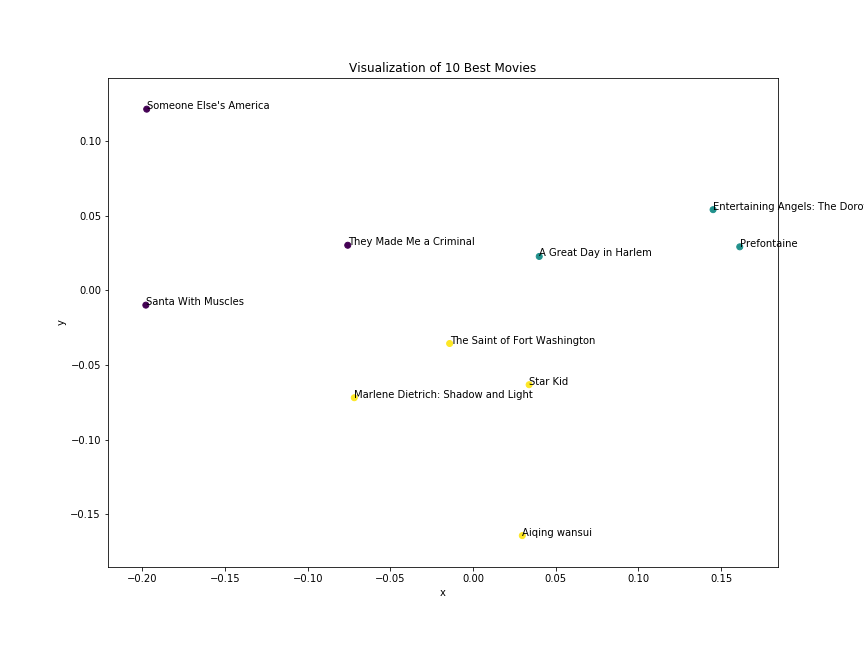 Visualization of 10 Best Movies
Someone Else's America
0.10
Entertaining Angels: The Doro
0.05
They Made Me a Criminal
Prefontaine
A Great Day in Harlem
0.00
Santa With Muscles
y
The Saint of Fort Washington
−0.05
Star Kid
Marlene Dietrich: Shadow and Light
−0.10
−0.15
Aiqing wansui
−0.20 −0.15 −0.10 −0.05 0.00 0.05 0.10 0.15
x